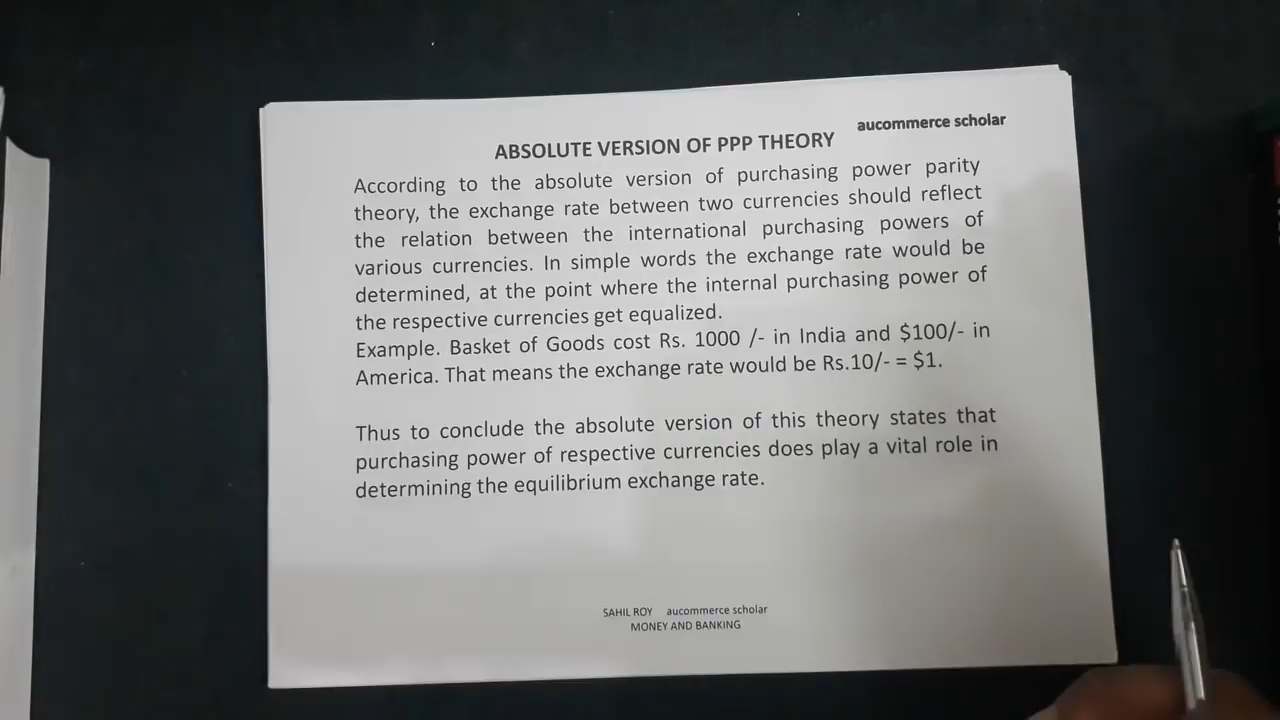 aucommerce scholar
ABSOLUTE VERSION OF PPP THEORY
According to the absolute version of purchasing power parity
theory, the exchange rate between two currencies should reflect
the relation between the international purchasing powers of
various currencies. In simple words the exchange rate would be
determined, at the point where the internal purchasing power of
the respective currencies get equalized.
Example. Basket of Goods cost Rs. 1000 /- in India and $100/- in
America. That means the exchange rate would be Rs.10/- = $1.
Thus to conclude the absolute version of this theory states that
purchasing power of respective currencies does play a vital role in
determining the equilibrium exchange rate.
SAHIL ROY aucommerce scholar
MONEY AND BANKING